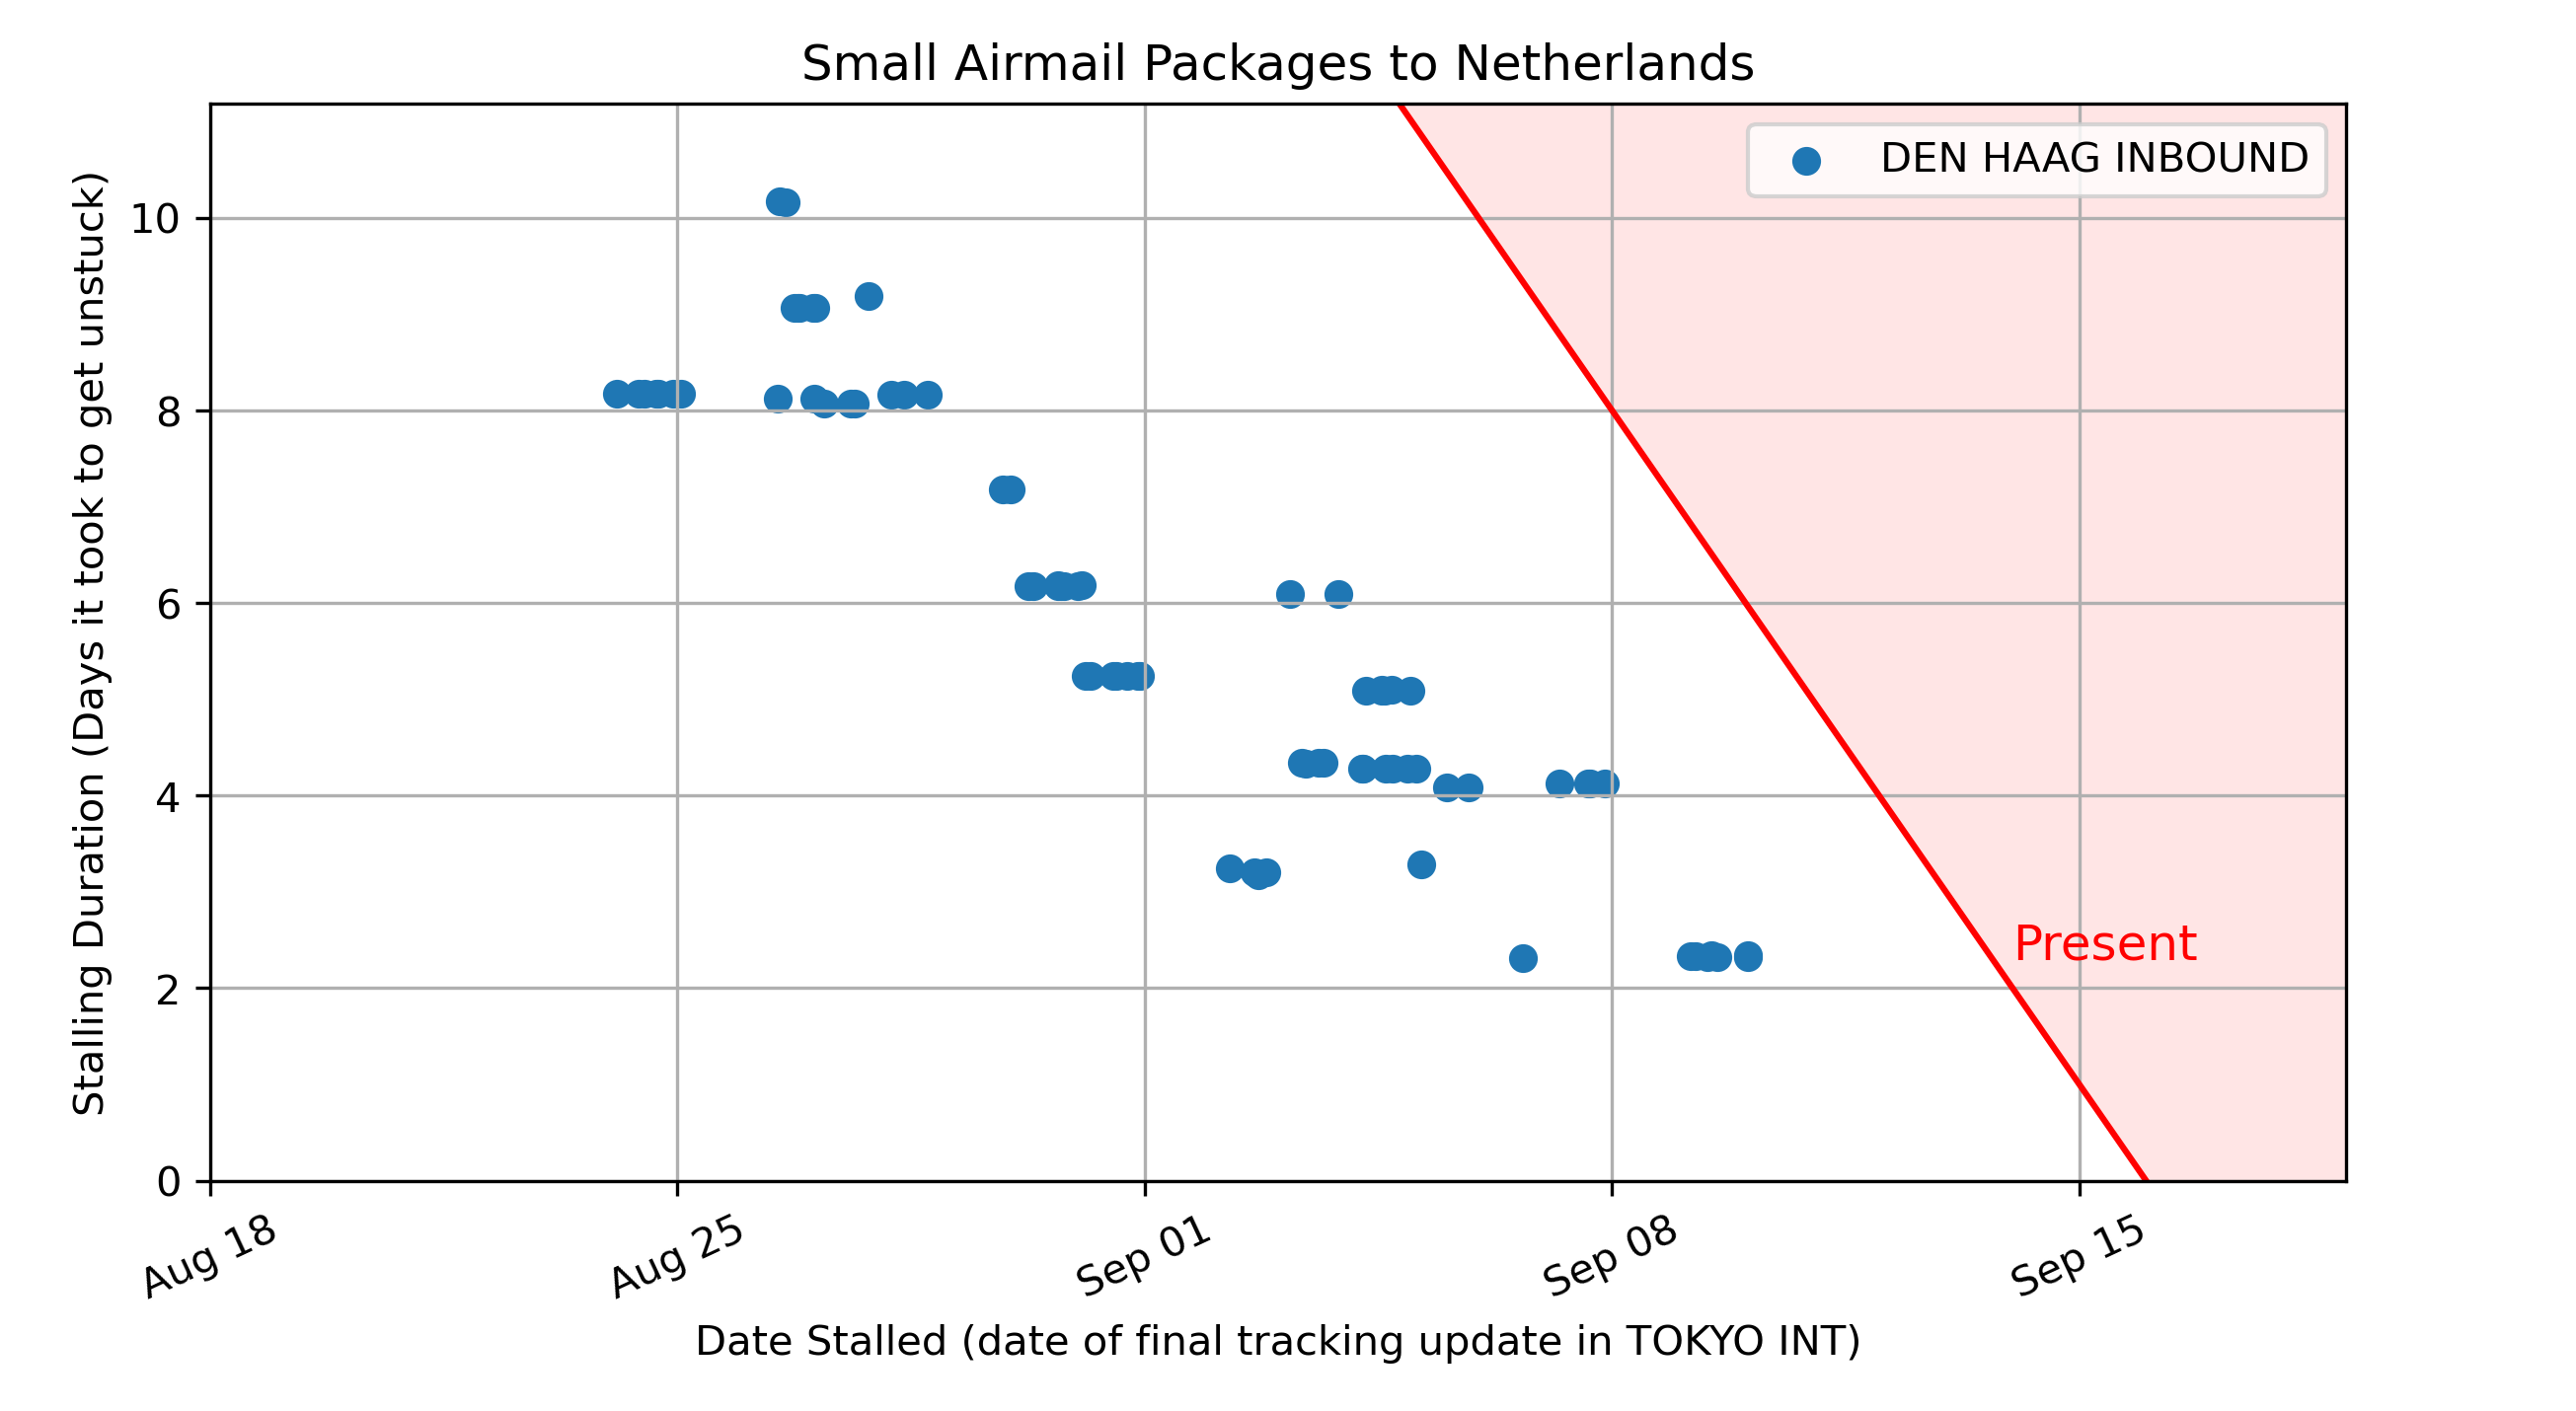 Small Airmail Packages to Netherlands
DEN HAAG INBOUND
Stalling Duration (Days it took to get unstuck)
10
8
6
4
2
0
Present
Aug 18
Aug 25
Sep 01
Sep 08
Sep 15
Date Stalled (date of final tracking update in TOKYO INT)